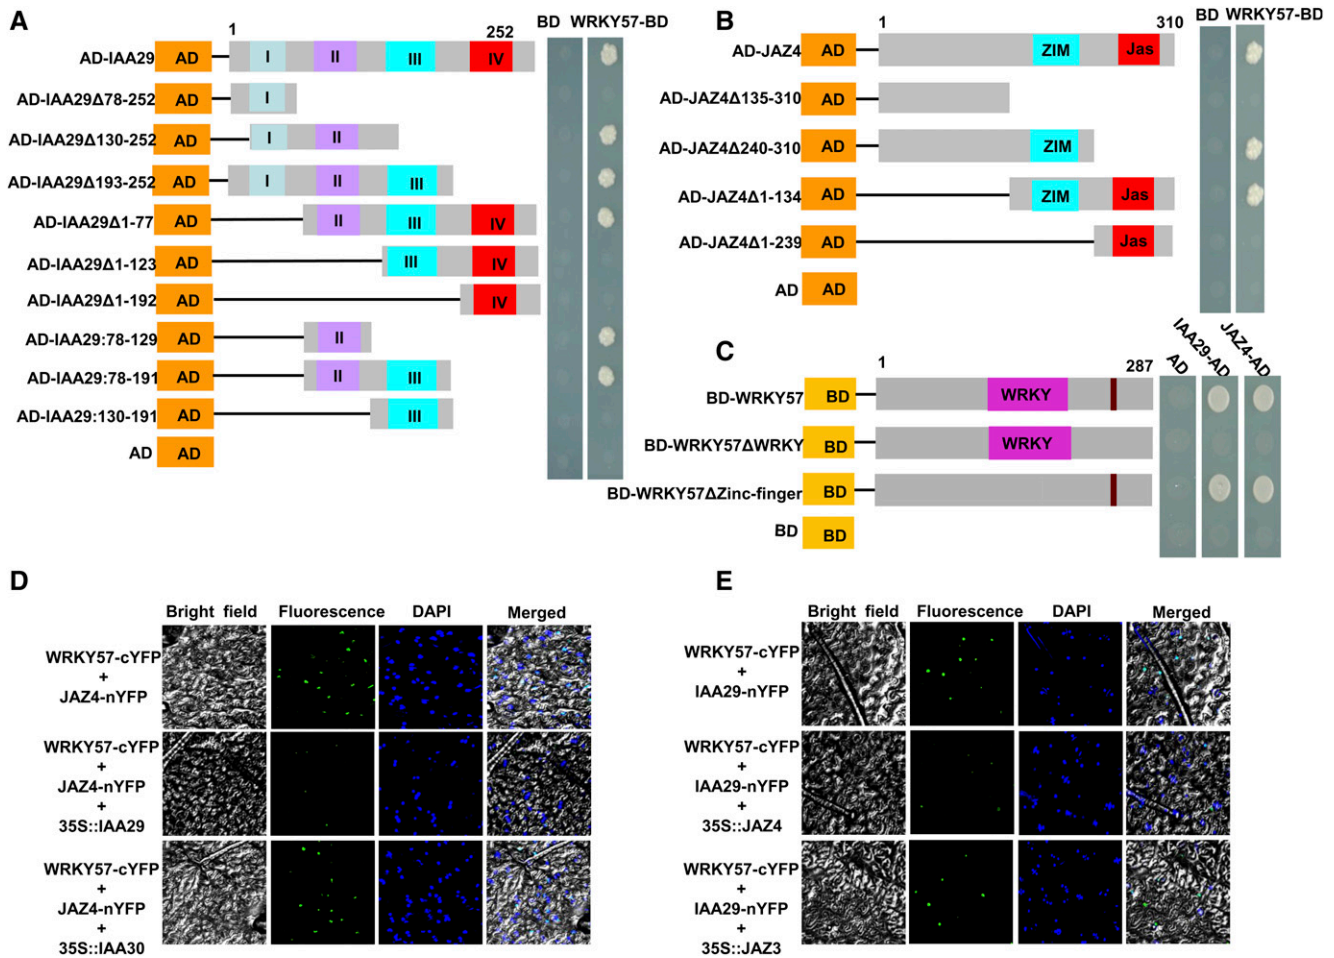 A
1
252
BD WRKY57-BD
AD-IAA29 AD I II III IV
AD-IAA29Δ78-252 AD I
AD-IAA29Δ130-252 AD I II
AD-IAA29Δ193-252 AD I II III
AD-IAA29Δ1-77 AD II III IV
AD-IAA29Δ1-123 AD III IV
AD-IAA29Δ1-192 AD IV
AD-IAA29:78-129 AD II
AD-IAA29:78-191 AD II III
AD-IAA29:130-191 AD III
AD AD
B
1
310
BD WRKY57-BD
AD-JAZ4 AD ZIM Jas
AD-JAZ4Δ135-310 AD
AD-JAZ4Δ240-310 AD ZIM
AD-JAZ4Δ1-134 AD ZIM Jas
AD-JAZ4Δ1-239 AD Jas
AD AD
C
1
287
AD IAA29-AD JAZ4-AD
BD-WRKY57 BD WRKY
BD-WRKY57ΔWRKY BD WRKY
BD-WRKY57ΔZinc-finger BD
BD BD
D
Bright field Fluorescence DAPI Merged
WRKY57-cYFP
+
JAZ4-nYFP
WRKY57-cYFP
+
JAZ4-nYFP
+
35S::IAA29
WRKY57-cYFP
+
JAZ4-nYFP
+
35S::IAA30
E
Bright field Fluorescence DAPI Merged
WRKY57-cYFP
+
IAA29-nYFP
WRKY57-cYFP
+
IAA29-nYFP
+
35S::JAZ4
WRKY57-cYFP
+
IAA29-nYFP
+
35S::JAZ3